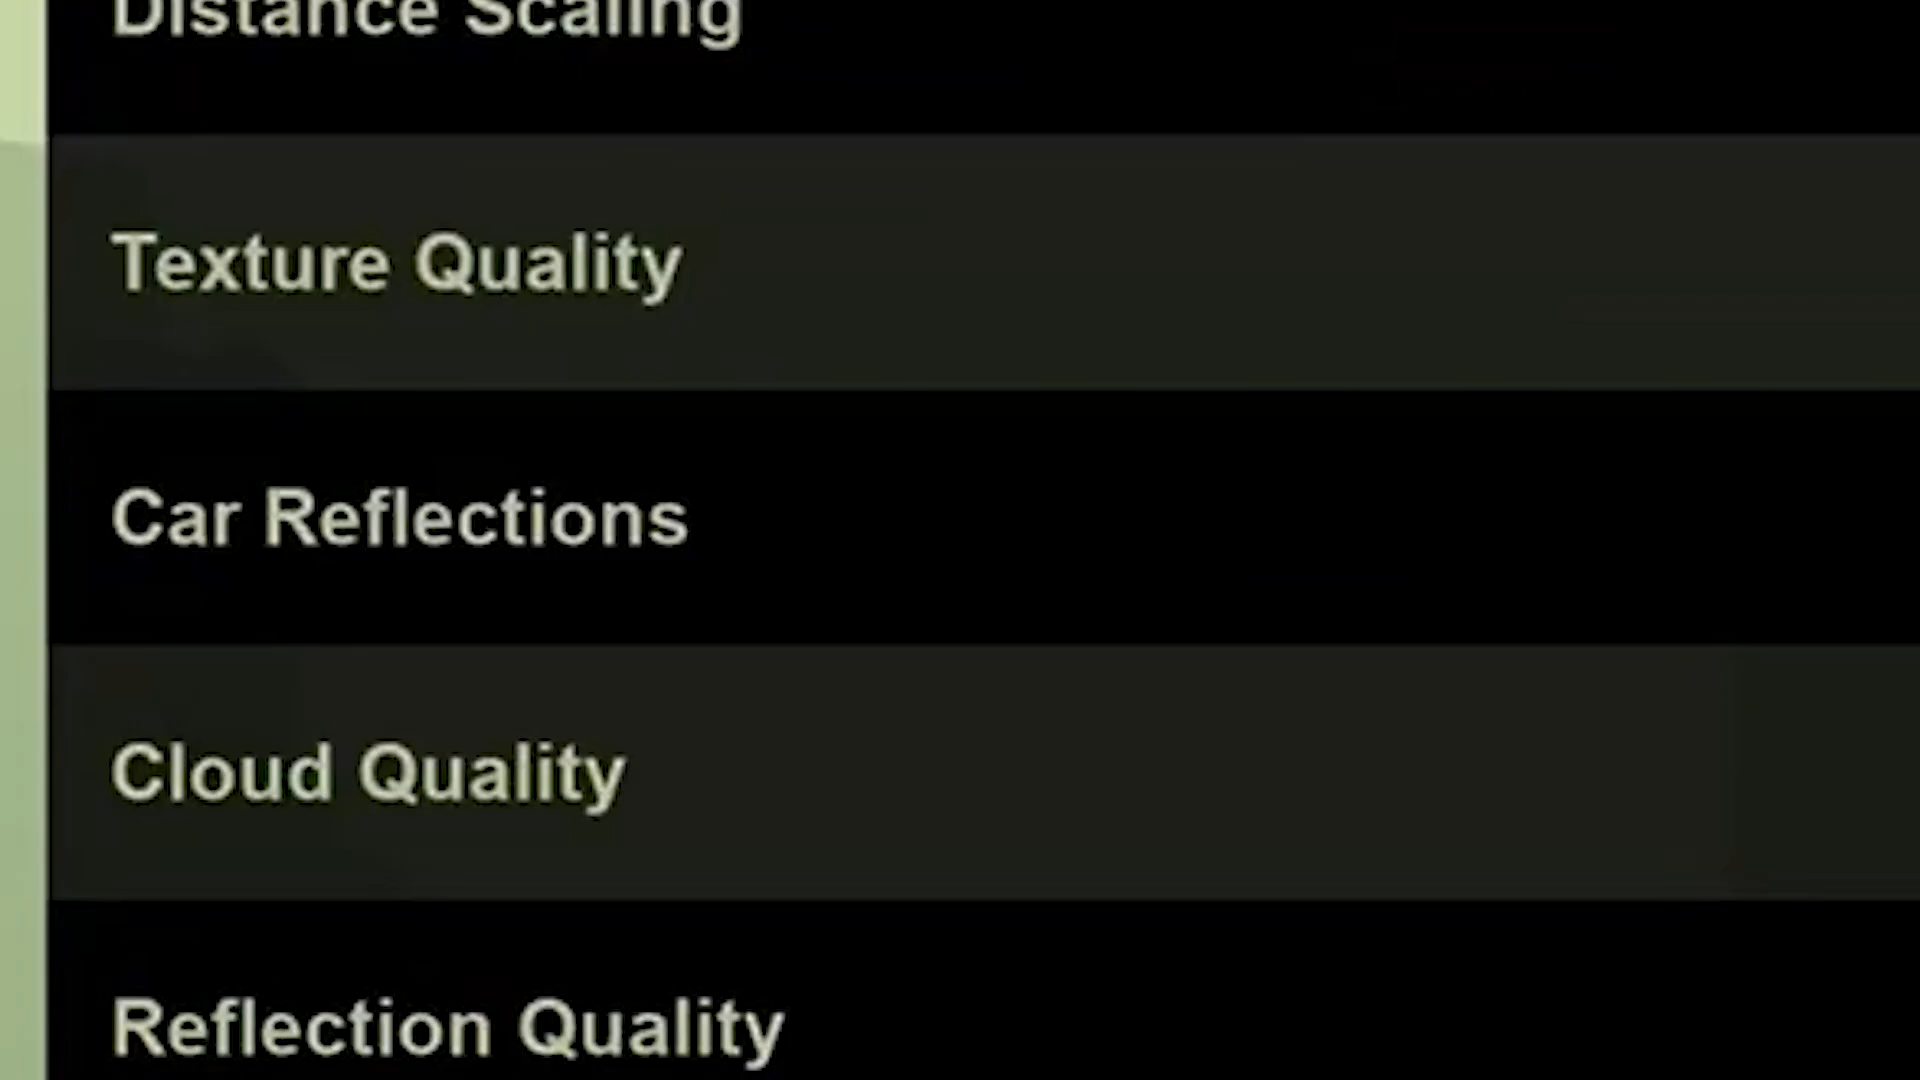 Distance Scaling
Texture Quality
Car Reflections
Cloud Quality
Reflection Quality